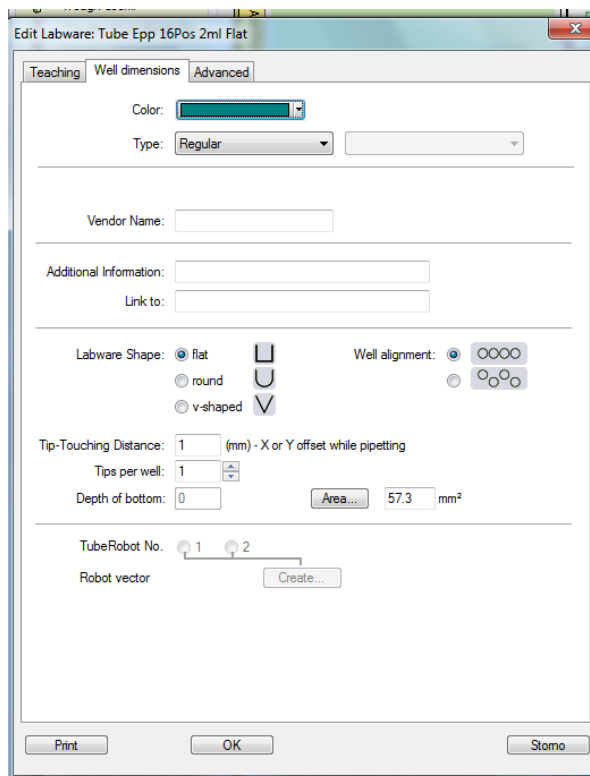 Edit Labware: Tube Epp 16Pos 2ml Flat
Teaching Well dimensions Advanced
Color:
Type: Regular
Vendor Name:
Additional Information:
Link to:
Labware Shape: flat Well alignment:
round
v-shaped
Tip-Touching Distance: 1 (mm) - X or Y offset while pipetting
Tips per well: 1
Depth of bottom: 0 Area... 57.3 mm²
TubeRobot No. 1 2
Robot vector Create...
Print OK Storno